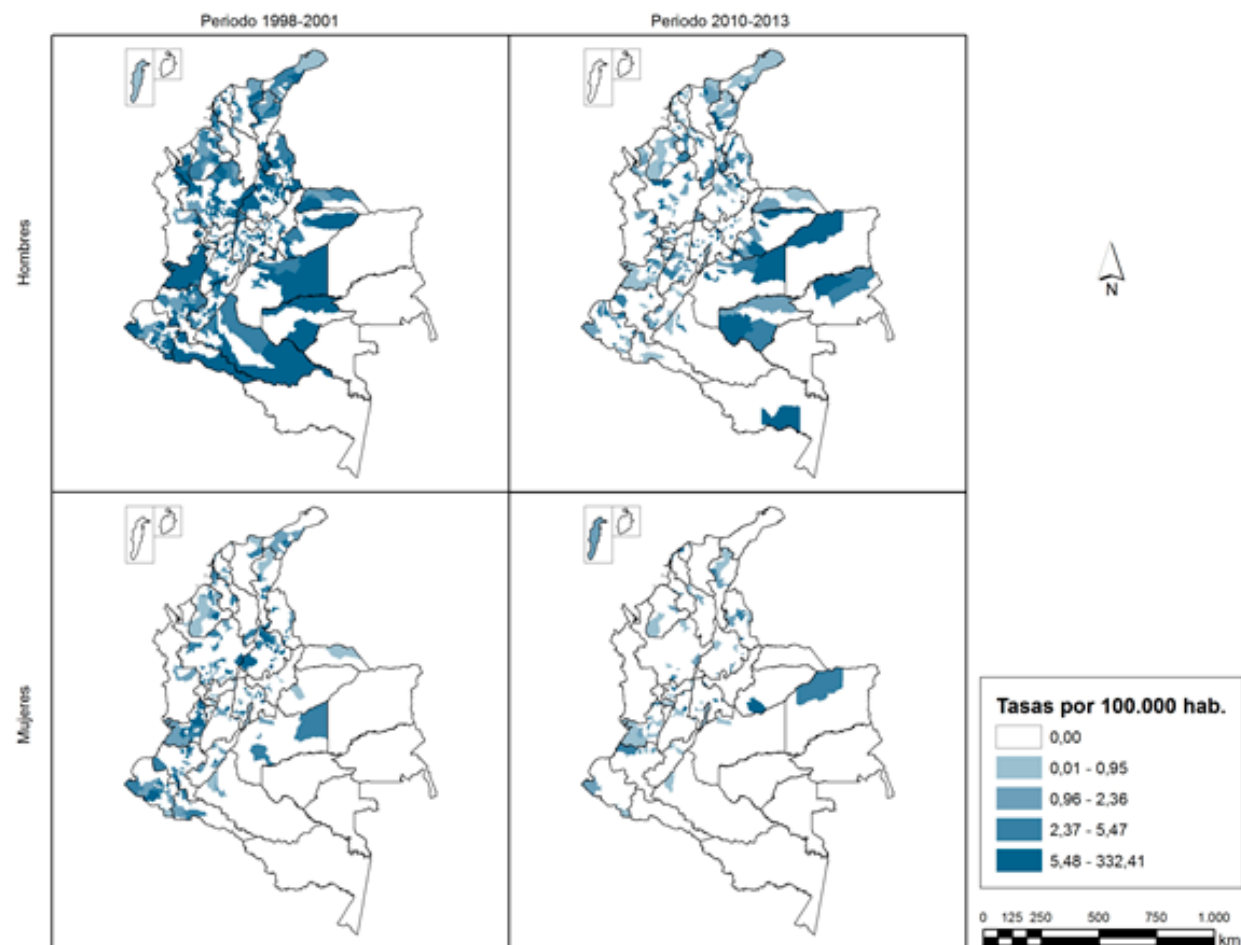 Periodo 1998-2001
Periodo 2010-2013
Hombres
N
Mujeres
Tasas por 100.000 hab.
0,00
0,01 - 0,95
0,96 - 2,36
2,37 - 5,47
5,48 - 332,41
0 125 250 500 750 1.000
km